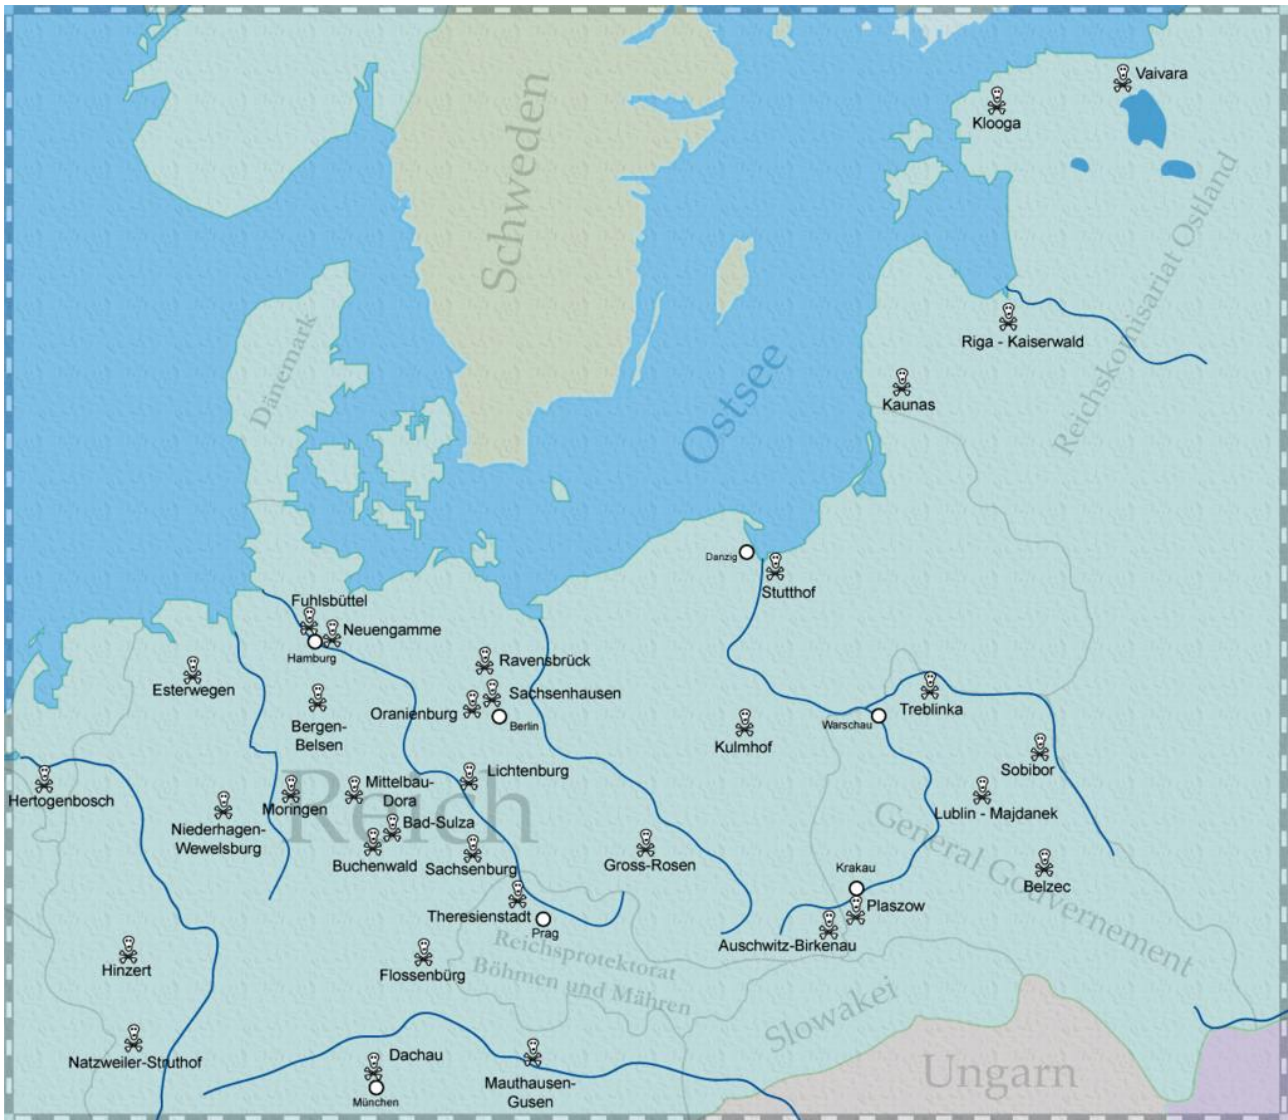 Vaivara
Klooga
Schweden
Reichskomisariat Ostland
Riga - Kaiserwald
Dänemark
Ostsee
Kaunas
Danzig
Stutthof
Fuhlsbüttel
Neuengamme
Hamburg
Ravensbrück
Esterwegen
Sachsenhausen
Oranienburg
Berlin
Bergen-
Belsen
Treblinka
Warschau
Kulmhof
Sobibor
Hertogenbosch
Lichtenburg
Mittelbau-
Dora
Moringen
Reich
Niederhagen-
Wewelsburg
Bad-Sulza
Buchenwald
Sachsenburg
Gross-Rosen
Lublin - Majdanek
General Gouvernement
Belzec
Krakau
Plaszow
Auschwitz-Birkenau
Theresienstadt
Prag
Reichsprotektorat
Böhmen und Mähren
Hinzert
Flossenbürg
Slowakei
Natzweiler-Struthof
Dachau
München
Mauthausen-
Gusen
Ungarn